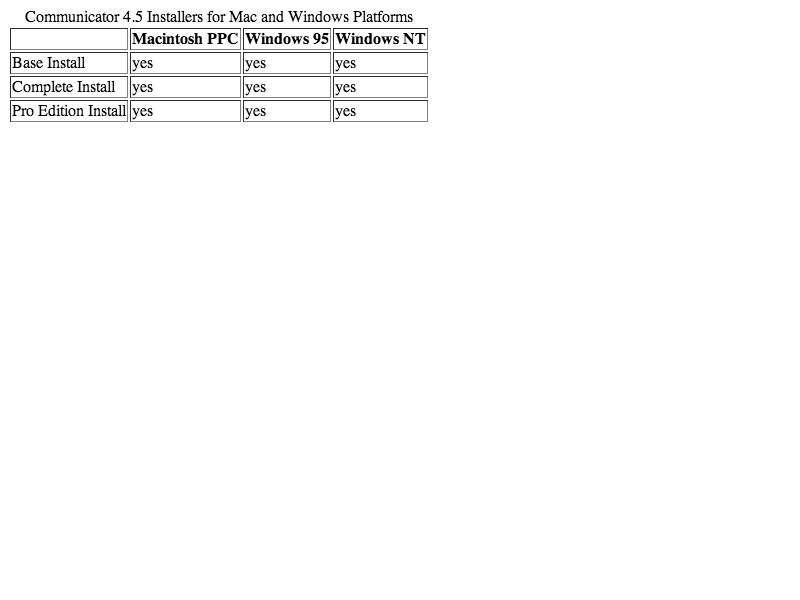 Communicator 4.5 Installers for Mac and Windows Platforms
Macintosh PPC Windows 95 Windows NT
Base Install yes yes yes
Complete Install yes yes yes
Pro Edition Install yes yes yes